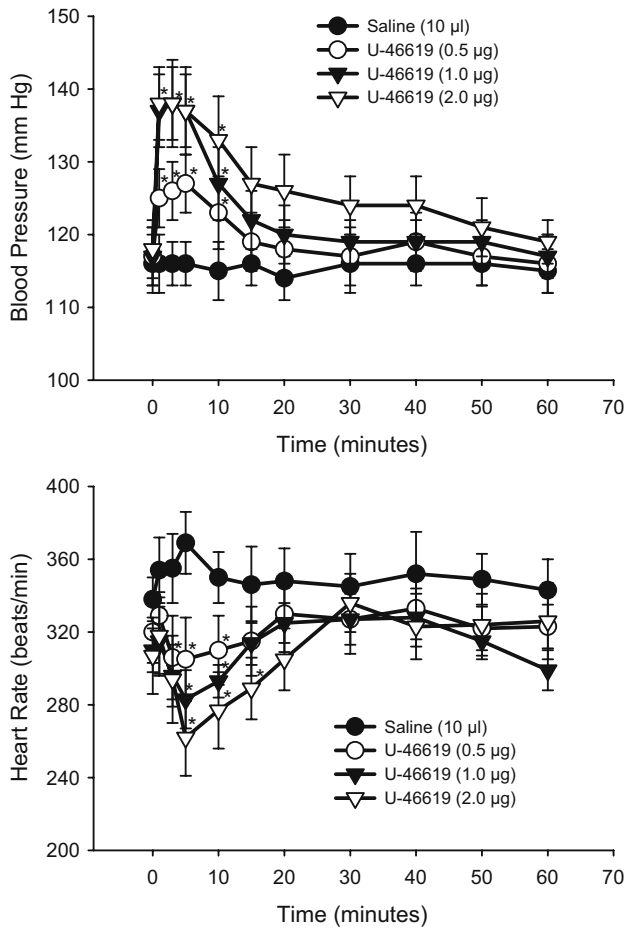 Saline (10 µl)
U-46619 (0.5 µg)
U-46619 (1.0 µg)
U-46619 (2.0 µg)
Blood Pressure (mm Hg)
150
140
130
120
110
100
* * * * * * * * *
0 10 20 30 40 50 60 70
Time (minutes)
Heart Rate (beats/min)
400
360
320
280
240
200
* * * * * * * *
Saline (10 µl)
U-46619 (0.5 µg)
U-46619 (1.0 µg)
U-46619 (2.0 µg)
0 10 20 30 40 50 60 70
Time (minutes)